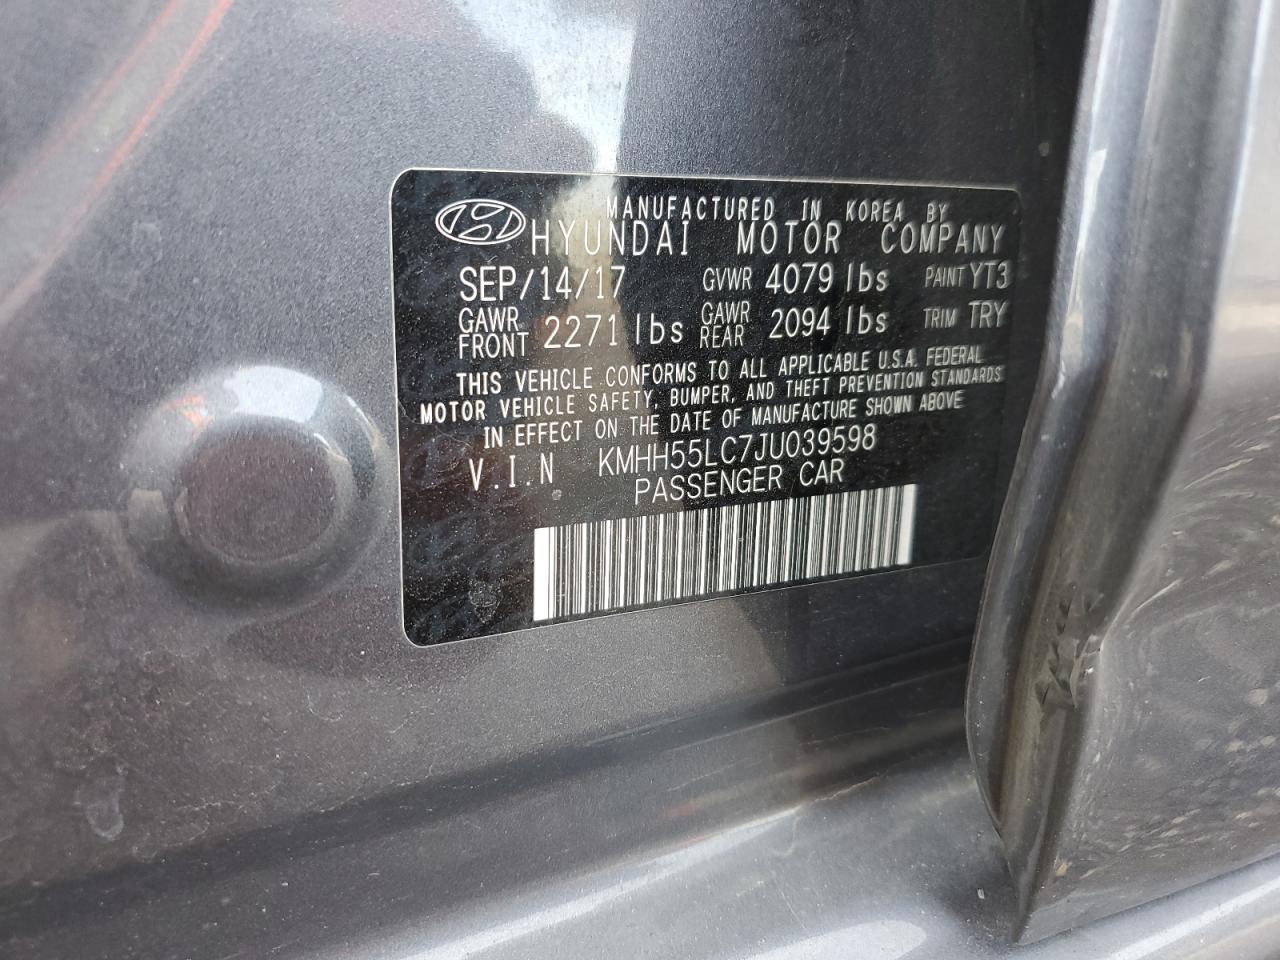 MANUFACTURED IN KOREA BY
HYUNDAI MOTOR COMPANY
SEP/14/17 GVWR 4079 lbs PAINT YT3
GAWR FRONT 2271 lbs GAWR REAR 2094 lbs TRIM TRY
THIS VEHICLE CONFORMS TO ALL APPLICABLE U.S.A. FEDERAL
MOTOR VEHICLE SAFETY, BUMPER, AND THEFT PREVENTION STANDARDS
IN EFFECT ON THE DATE OF MANUFACTURE SHOWN ABOVE
V.I.N KMHH55LC7JU039598
PASSENGER CAR